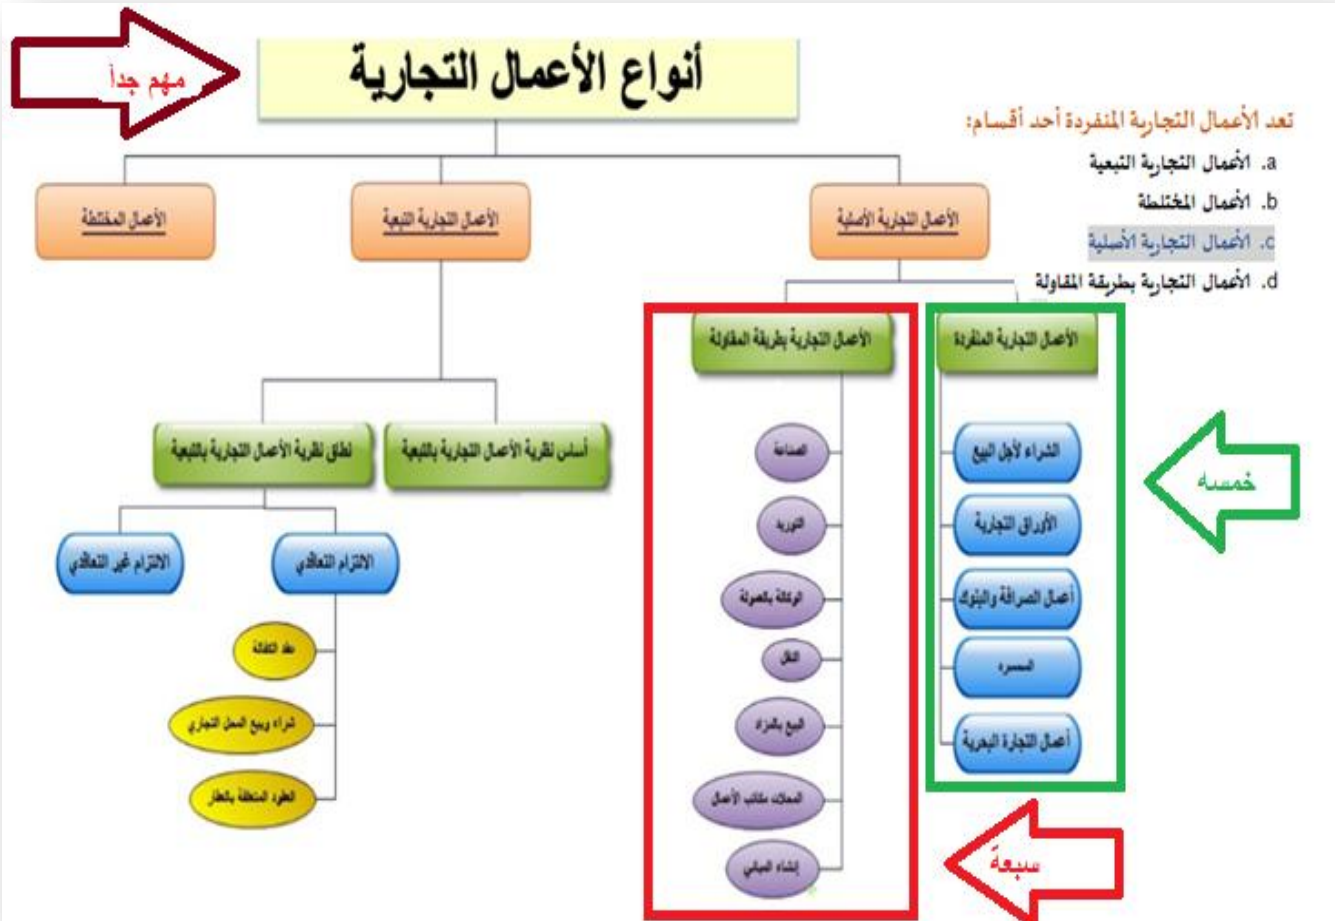 مهم جداً
أنواع الأعمال التجارية
تعد الأعمال التجارية المنفردة أحد أقسام:
a. الأعمال التجارية التبعية
b. الأعمال المختلطة
c. الأعمال التجارية الأصلية
d. الأعمال التجارية بطريقة المقاولة
الأعمال التجارية الأصلية
الأعمال التجارية التبعية
الأعمال المختلطة
الأعمال التجارية المنفردة
الشراء لأجل البيع
الأوراق التجارية
أعمال الصرافة والبنوك
السمسره
أعمال التجارة البحرية
خمسه
الأعمال التجارية بطريقة المقاولة
الصناعة
التوريد
الوكالة بالعمولة
النقل
البيع بالمزاد
المحلات مكاتب الأعمال
إنشاء المباني
سبعة
أساس نظرية الأعمال التجارية بالتبعية
نطاق نظرية الأعمال التجارية بالتبعية
الالتزام التعاقدي
الالتزام غير التعاقدي
عقد الكفالة
شراء وبيع المحل التجاري
العقود المتعلقة بالعقار